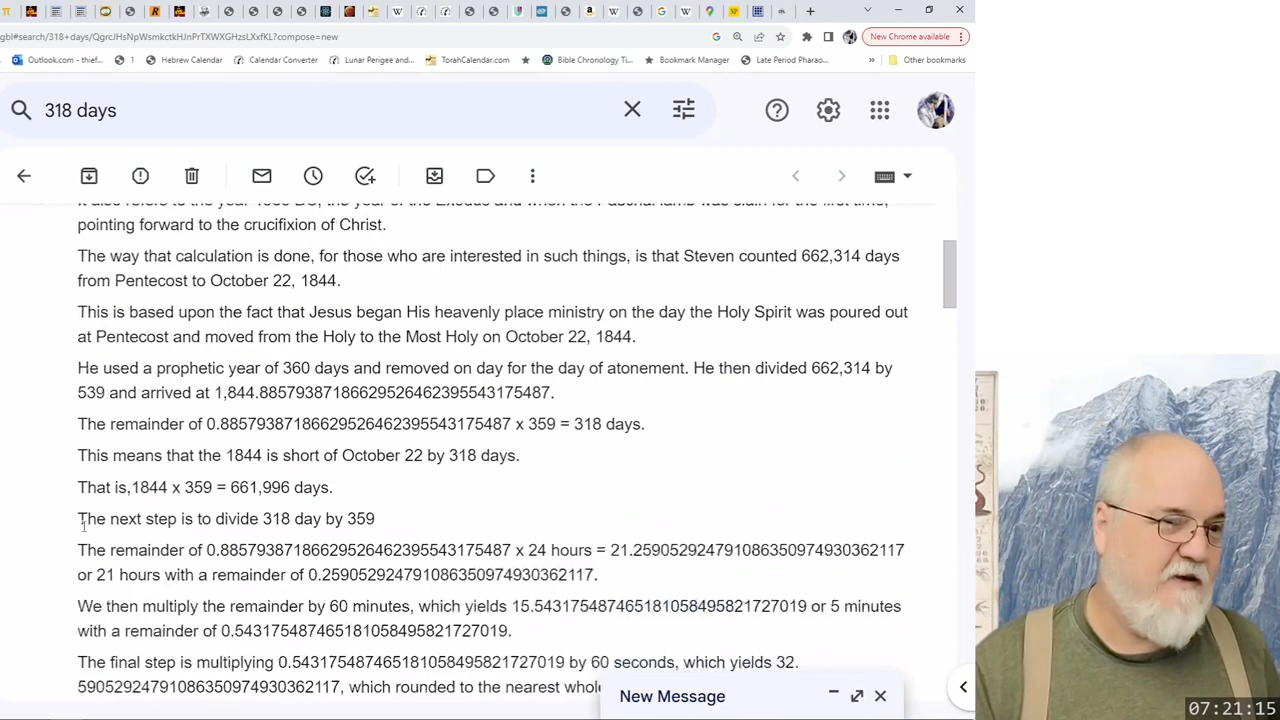 gbl#search/318+days/QgrcJHsNpWsmkctkHJnPrTXWXGHzsLXxfKL?compose=new
New Chrome available
Outlook.com - thief...
1
Hebrew Calendar
Calendar Converter
Lunar Perigee and...
TorahCalendar.com
Bible Chronology Ti...
Bookmark Manager
Late Period Pharao...
»
Other bookmarks
318 days
pointing forward to the crucifixion of Christ.
The way that calculation is done, for those who are interested in such things, is that Steven counted 662,314 days
from Pentecost to October 22, 1844.
This is based upon the fact that Jesus began His heavenly place ministry on the day the Holy Spirit was poured out
at Pentecost and moved from the Holy to the Most Holy on October 22, 1844.
He used a prophetic year of 360 days and removed on day for the day of atonement. He then divided 662,314 by
539 and arrived at 1,844.8857938718662952646239554317548​7.
The remainder of 0.88579387186629526462395543175487 x 359 = 318 days.
This means that the 1844 is short of October 22 by 318 days.
That is,1844 x 359 = 661,996 days.
The next step is to divide 318 day by 359
The remainder of 0.88579387186629526462395543175487 x 24 hours = 21.259052924791086350974930362117
or 21 hours with a remainder of 0.259052924791086350974930362117.
We then multiply the remainder by 60 minutes, which yields 15.543175487465181058495821727019 or 5 minutes
with a remainder of 0.543175487465181058495821727019.
The final step is multiplying 0.543175487465181058495821727019 by 60 seconds, which yields 32.
590529247910863509749​30362117, which rounded to the nearest
New Message
07:21:15